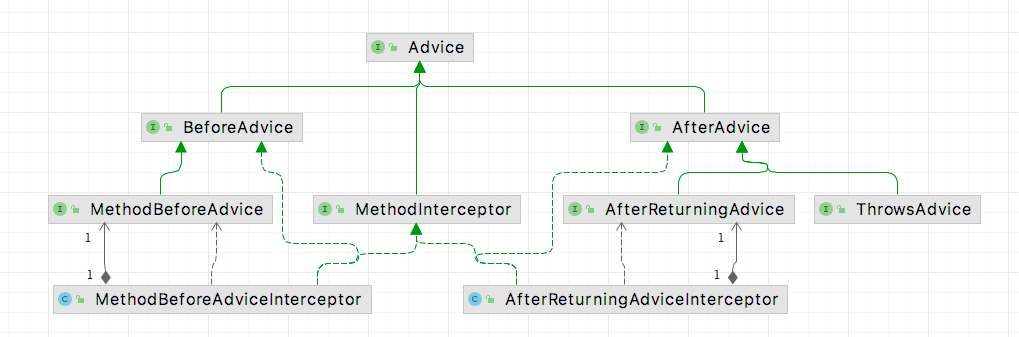 I Advice
I BeforeAdvice
I AfterAdvice
I MethodBeforeAdvice
I MethodInterceptor
I AfterReturningAdvice
I ThrowsAdvice
1
1
1
1
C MethodBeforeAdviceInterceptor
C AfterReturningAdviceInterceptor